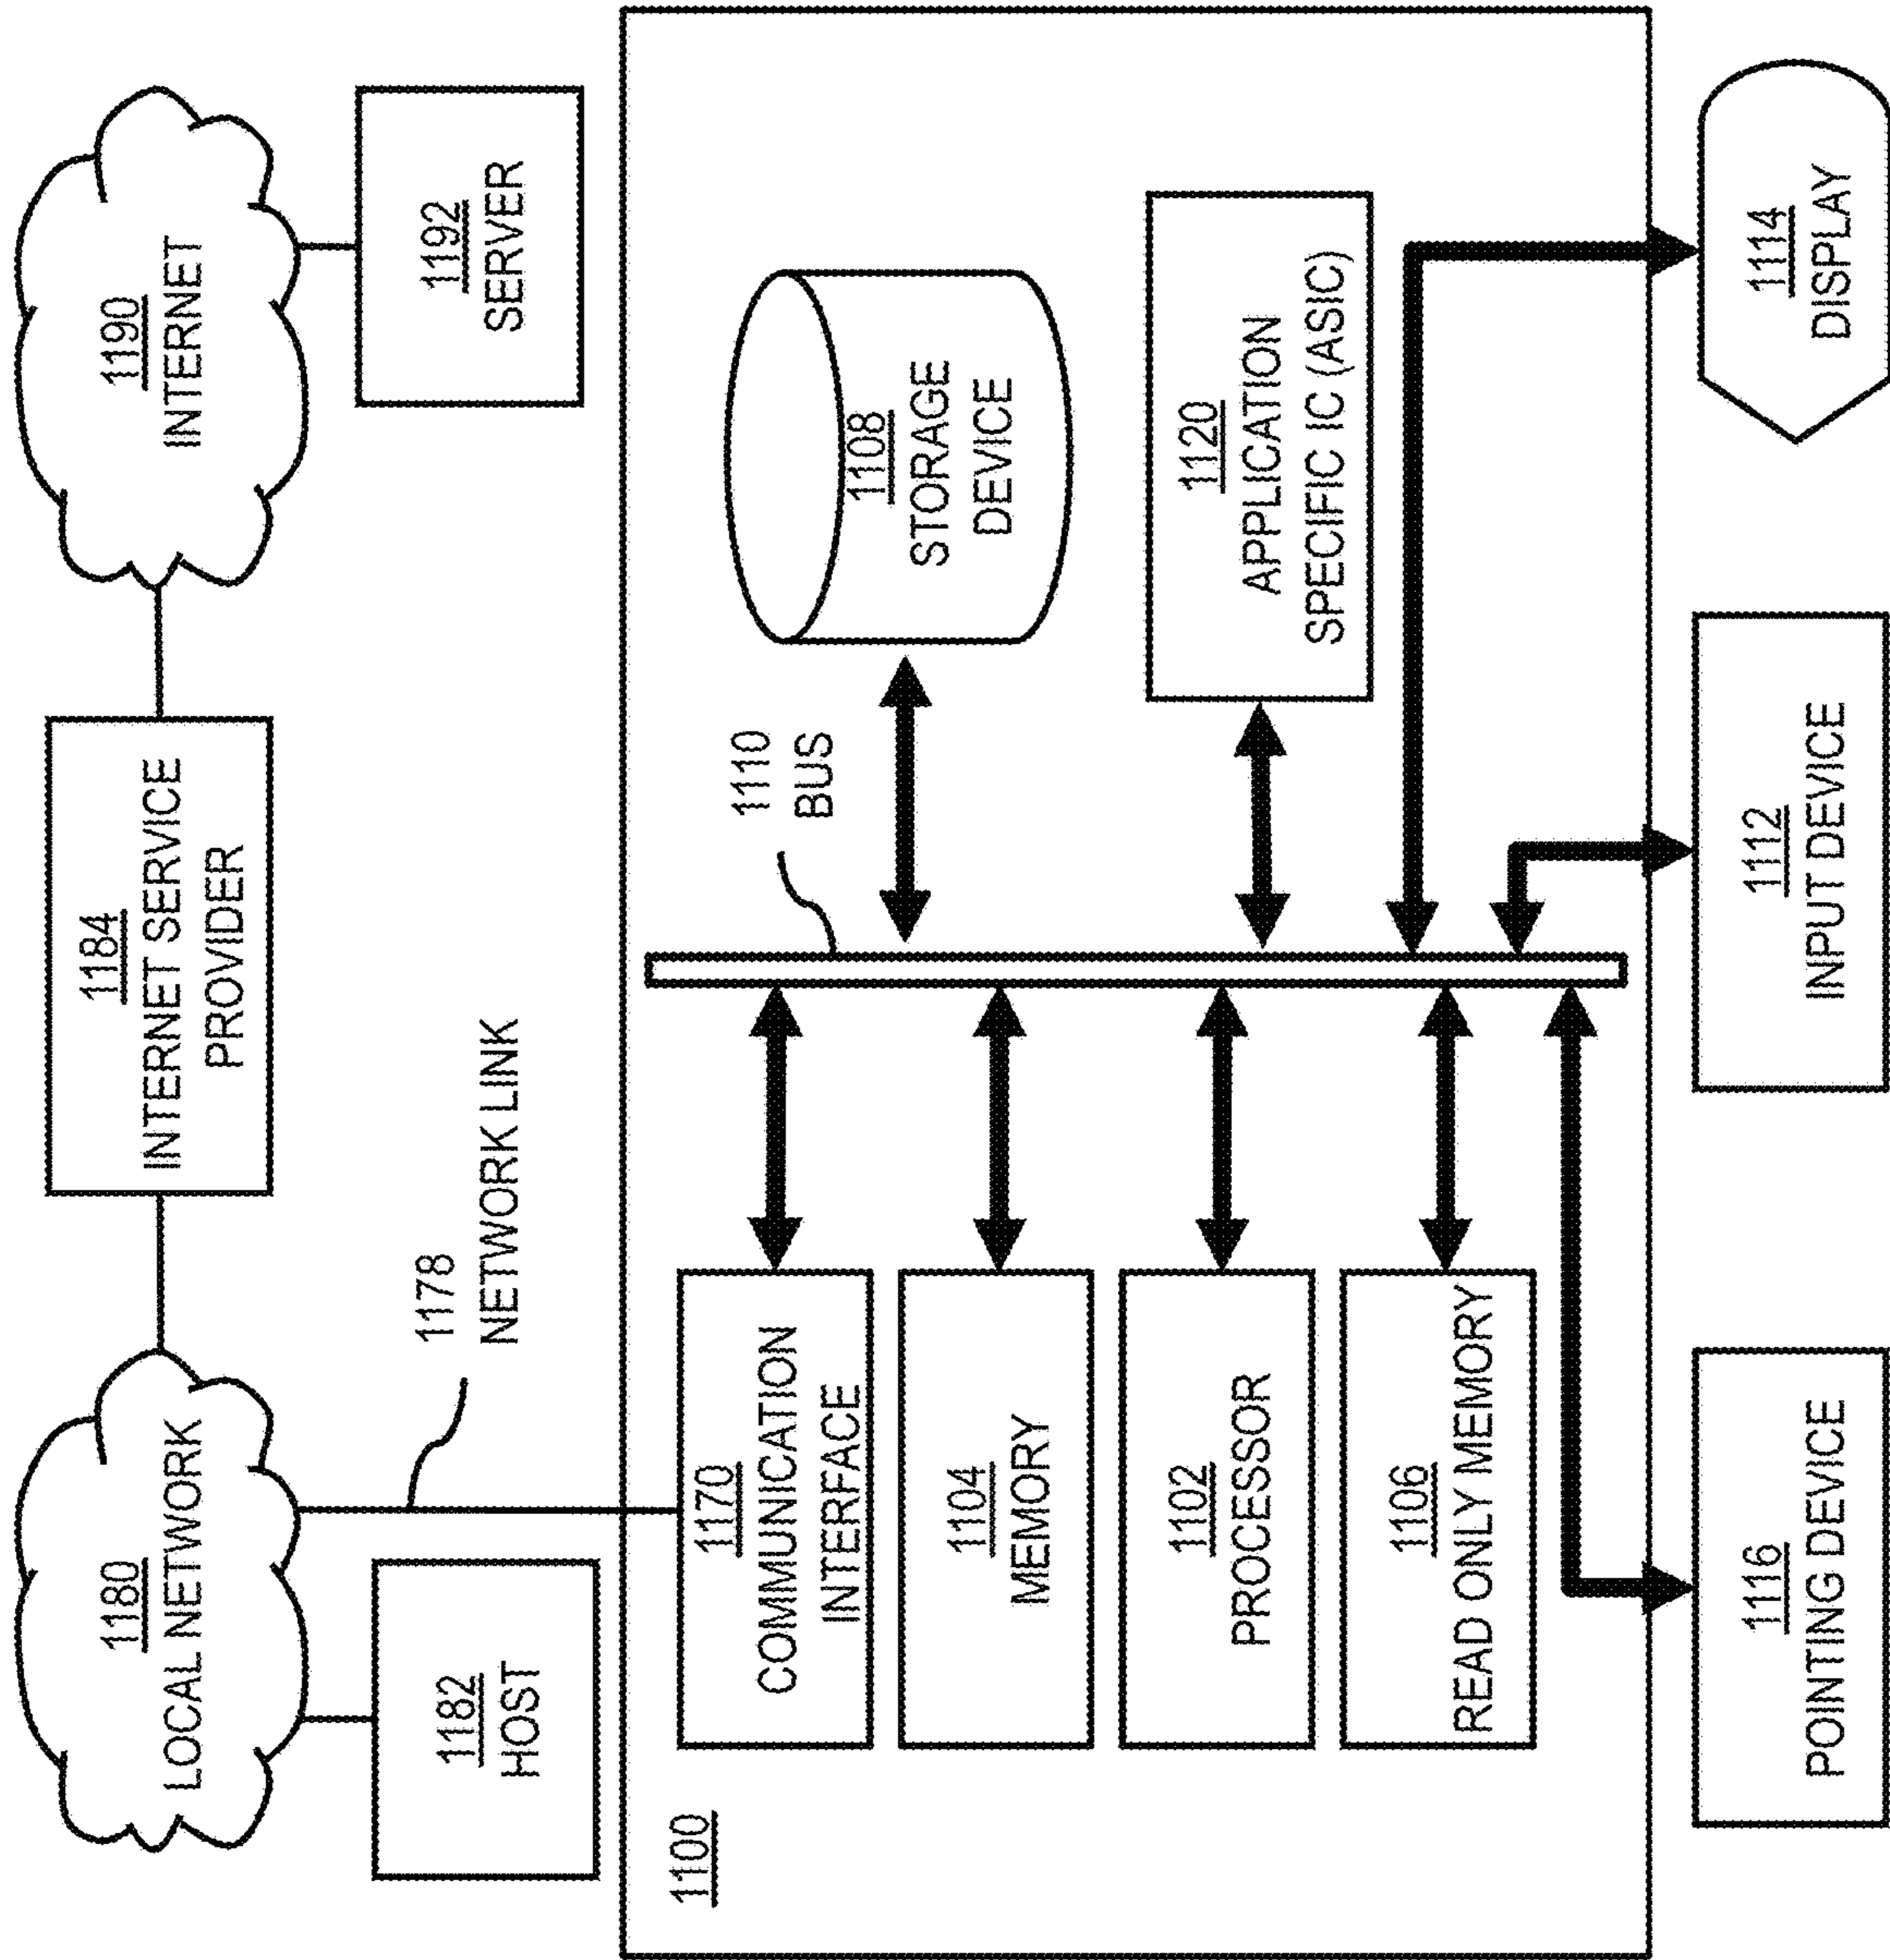 1180
LOCAL NETWORK
1184
INTERNET SERVICE
PROVIDER
1190
INTERNET
1182
HOST
1178
NETWORK LINK
1192
SERVER
1100
1170
COMMUNICATION
INTERFACE
1110
BUS
1108
STORAGE
DEVICE
1104
MEMORY
1102
PROCESSOR
1120
APPLICATION
SPECIFIC IC (ASIC)
1106
READ ONLY MEMORY
1116
POINTING DEVICE
1112
INPUT DEVICE
1114
DISPLAY